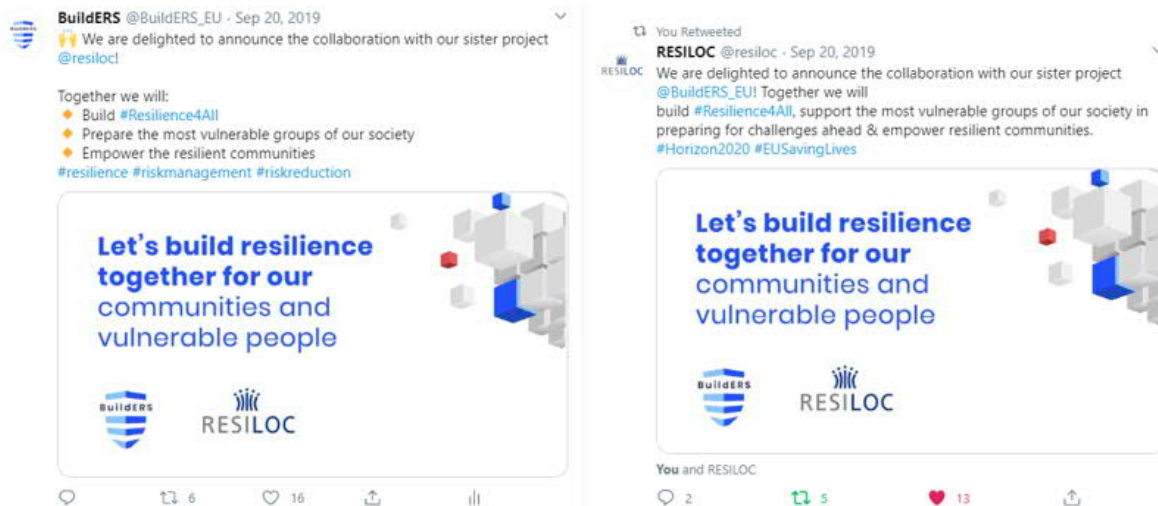 BuildERS @BuildERS_EU · Sep 20, 2019
🙌 We are delighted to announce the collaboration with our sister project
@resiloc!
Together we will:
🔸 Build #Resilience4All
🔸 Prepare the most vulnerable groups of our society
🔸 Empower the resilient communities
#resilience #riskmanagement #riskreduction
Let's build resilience
together for our
communities and
vulnerable people
BuildERS
RESILOC
6 16
You Retweeted
RESILOC @resiloc · Sep 20, 2019
RESILOC
We are delighted to announce the collaboration with our sister project
@BuildERS_EU! Together we will
build #Resilience4All, support the most vulnerable groups of our society in
preparing for challenges ahead & empower resilient communities.
#Horizon2020 #EUSavingLives
Let's build resilience
together for our
communities and
vulnerable people
BuildERS
RESILOC
You and RESILOC
2 5 13